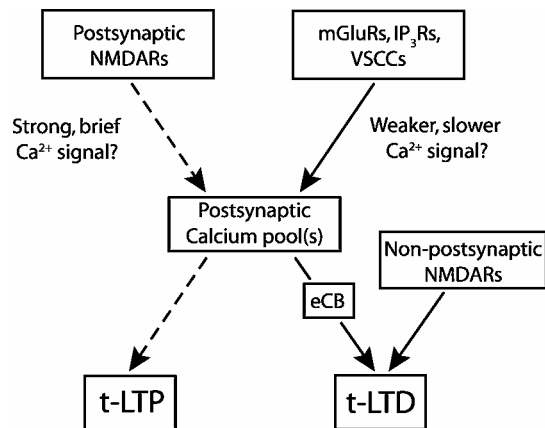 Postsynaptic
NMDARs
mGluRs, IP₃Rs,
VSCCs
Strong, brief
Ca²⁺ signal?
Weaker, slower
Ca²⁺ signal?
Postsynaptic
Calcium pool(s)
Non-postsynaptic
NMDARs
eCB
t-LTP
t-LTD